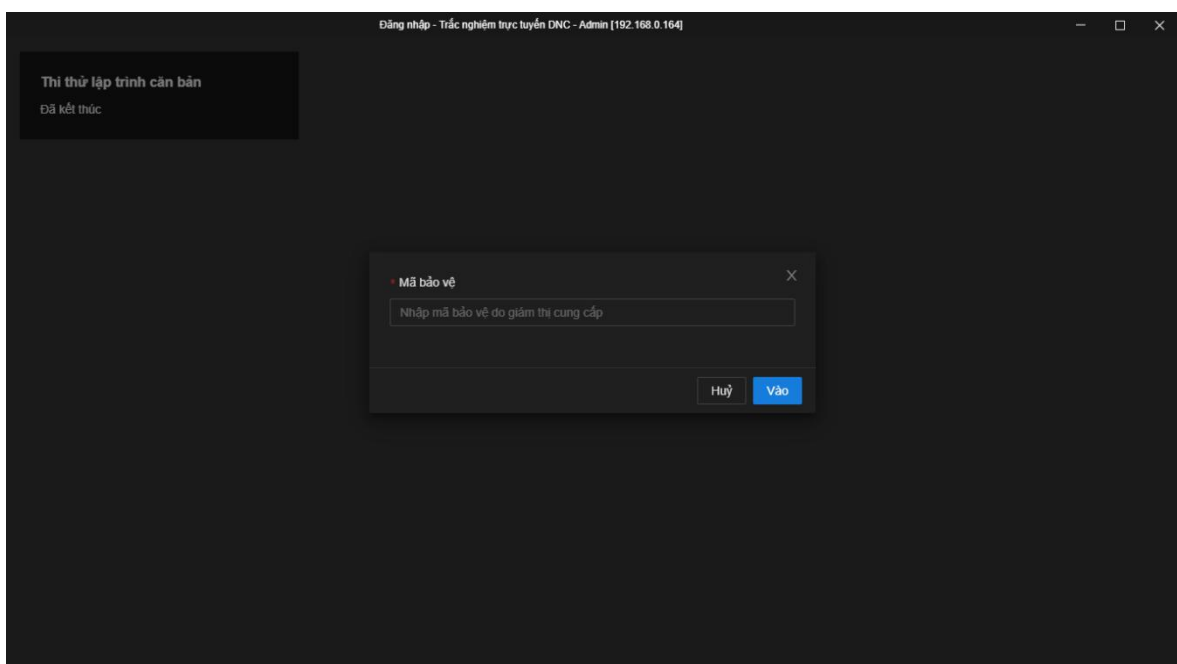 Đăng nhập - Trắc nghiệm trực tuyến DNC - Admin [192.168.0.164]
Thi thử lập trình căn bản
Đã kết thúc
* Mã bảo vệ
Nhập mã bảo vệ do giám thị cung cấp
Huỷ Vào